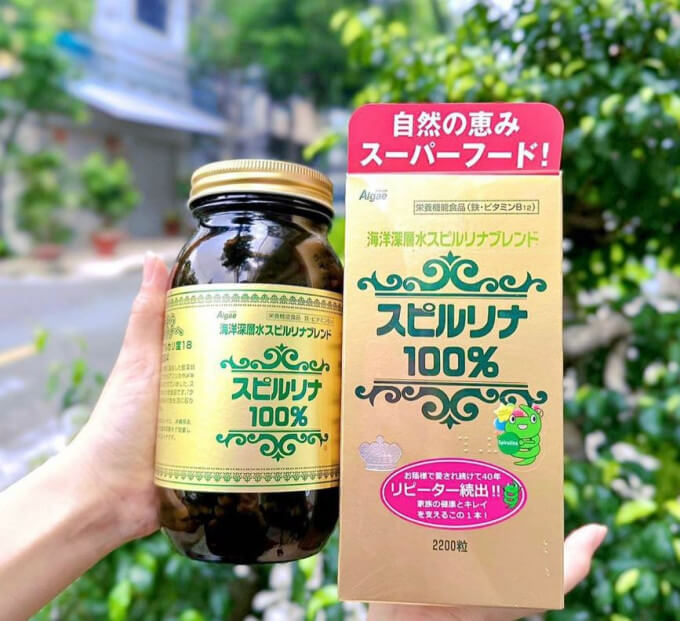 自然の恵み
スーパーフード!
Algae
栄養機能食品(鉄・ビタミンB12)
海洋深層水スピルリナブレンド
スピルリナ
100%
Spirulina
お陰様で愛され続けて40年
リピーター続出!!
家族の健康とキレイ
を支えるこの1本!
2200粒
Algae
海洋深層水スピルリナブレンド
スピルリナ
100%